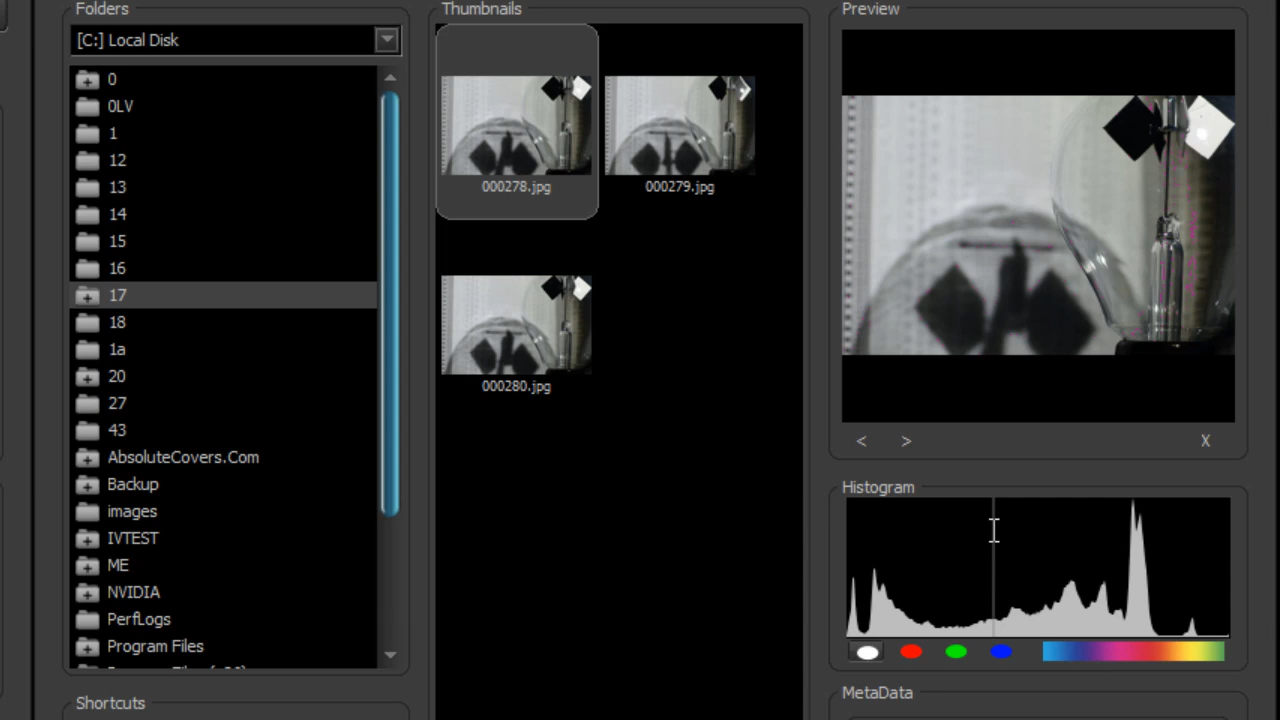 Folders
[C:] Local Disk
0
0LV
1
12
13
14
15
16
17
18
1a
20
27
43
AbsoluteCovers.Com
Backup
images
IVTEST
ME
NVIDIA
PerfLogs
Program Files
Shortcuts
Thumbnails
000278.jpg
000279.jpg
000280.jpg
Preview
< > X
Histogram
MetaData